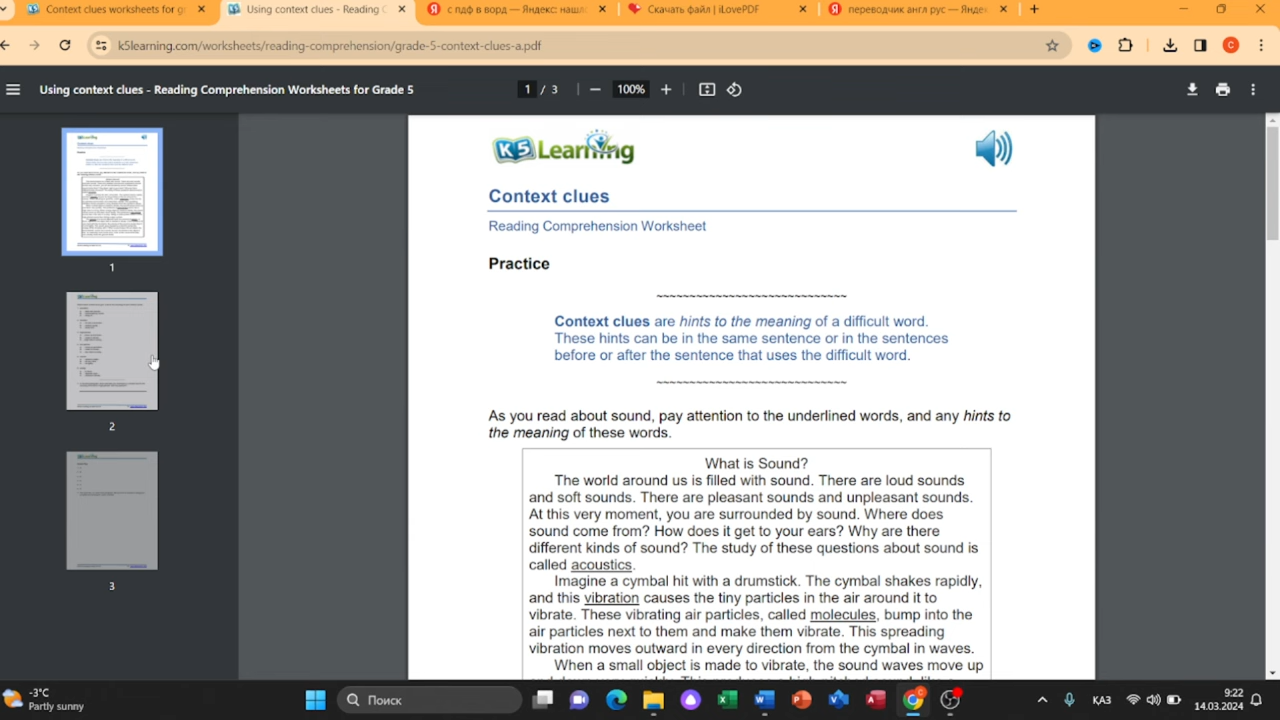 Context clues worksheets for gr
Using context clues - Reading C
с пдф в ворд — Яндекс: нашл
Скачать файл | iLovePDF
переводчик англ рус — Янде
k5learning.com/worksheets/reading-comprehension/grade-5-context-clues-a.pdf
C
Using context clues - Reading Comprehension Worksheets for Grade 5
1 / 3
100%
1
2
3
K5 Learning
Context clues
Reading Comprehension Worksheet
Practice
~~~~~~~~~~~~~~~~~~~~~~~~~~~~
Context clues are hints to the meaning of a difficult word.
These hints can be in the same sentence or in the sentences
before or after the sentence that uses the difficult word.
~~~~~~~~~~~~~~~~~~~~~~~~~~~~
As you read about sound, pay attention to the underlined words, and any hints to
the meaning of these words.
What is Sound?
The world around us is filled with sound. There are loud sounds
and soft sounds. There are pleasant sounds and unpleasant sounds.
At this very moment, you are surrounded by sound. Where does
sound come from? How does it get to your ears? Why are there
different kinds of sound? The study of these questions about sound is
called acoustics.
Imagine a cymbal hit with a drumstick. The cymbal shakes rapidly,
and this vibration causes the tiny particles in the air around it to
vibrate. These vibrating air particles, called molecules, bump into the
air particles next to them and make them vibrate. This spreading
vibration moves outward in every direction from the cymbal in waves.
When a small object is made to vibrate, the sound waves move up
-3°C
Partly sunny
Поиск
ҚАЗ
9:22
14.03.2024